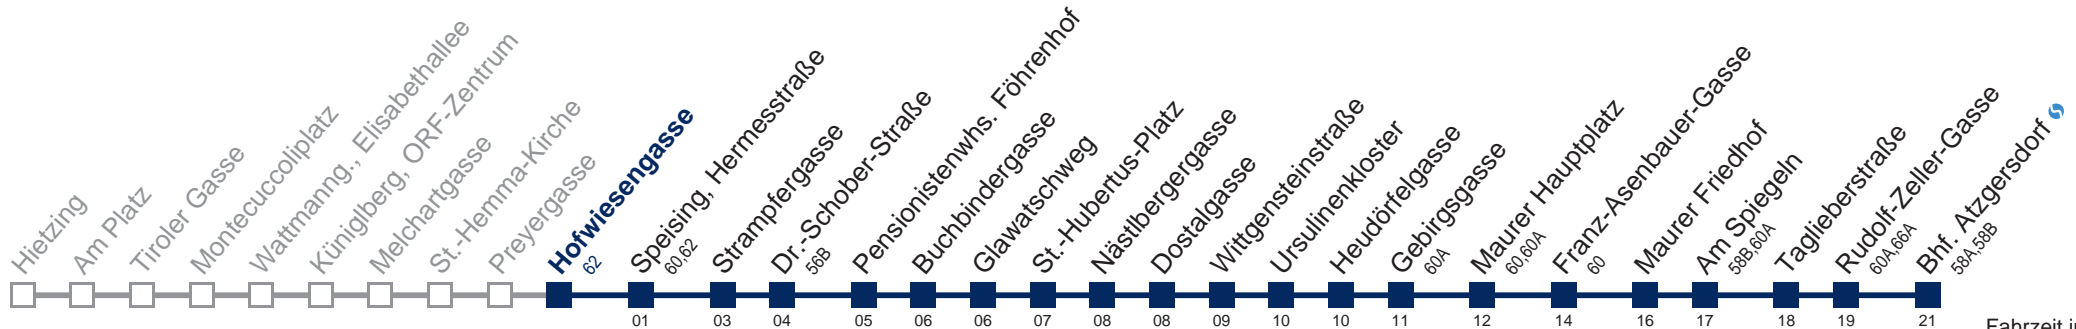 Hietzing
Am Platz
Tiroler Gasse
Montecuccoliplatz
Wattmanng., Elisabethallee
Küniglberg, ORF-Zentrum
Melchartgasse
St.-Hemma-Kirche
Preyergasse
Hofwiesengasse
62
Speising, Hermesstraße
60,62
Strampfergasse
Dr.-Schober-Straße
56B
Pensionistenwhs. Föhrenhof
Buchbindergasse
Glawatschweg
St.-Hubertus-Platz
Nästlbergergasse
Dostalgasse
Wittgensteinstraße
Ursulinenkloster
Heudörfelgasse
Gebirgsgasse
60A
Maurer Hauptplatz
60,60A
Franz-Asenbauer-Gasse
60
Maurer Friedhof
Am Spiegeln
58B,60A
Taglieberstraße
Rudolf-Zeller-Gasse
60A,66A
Bhf. Atzgersdorf
58A,58B
01 03 04 05 06 06 07 08 08 09 10 10 11 12 14 16 17 18 19 21
Fahrzeit